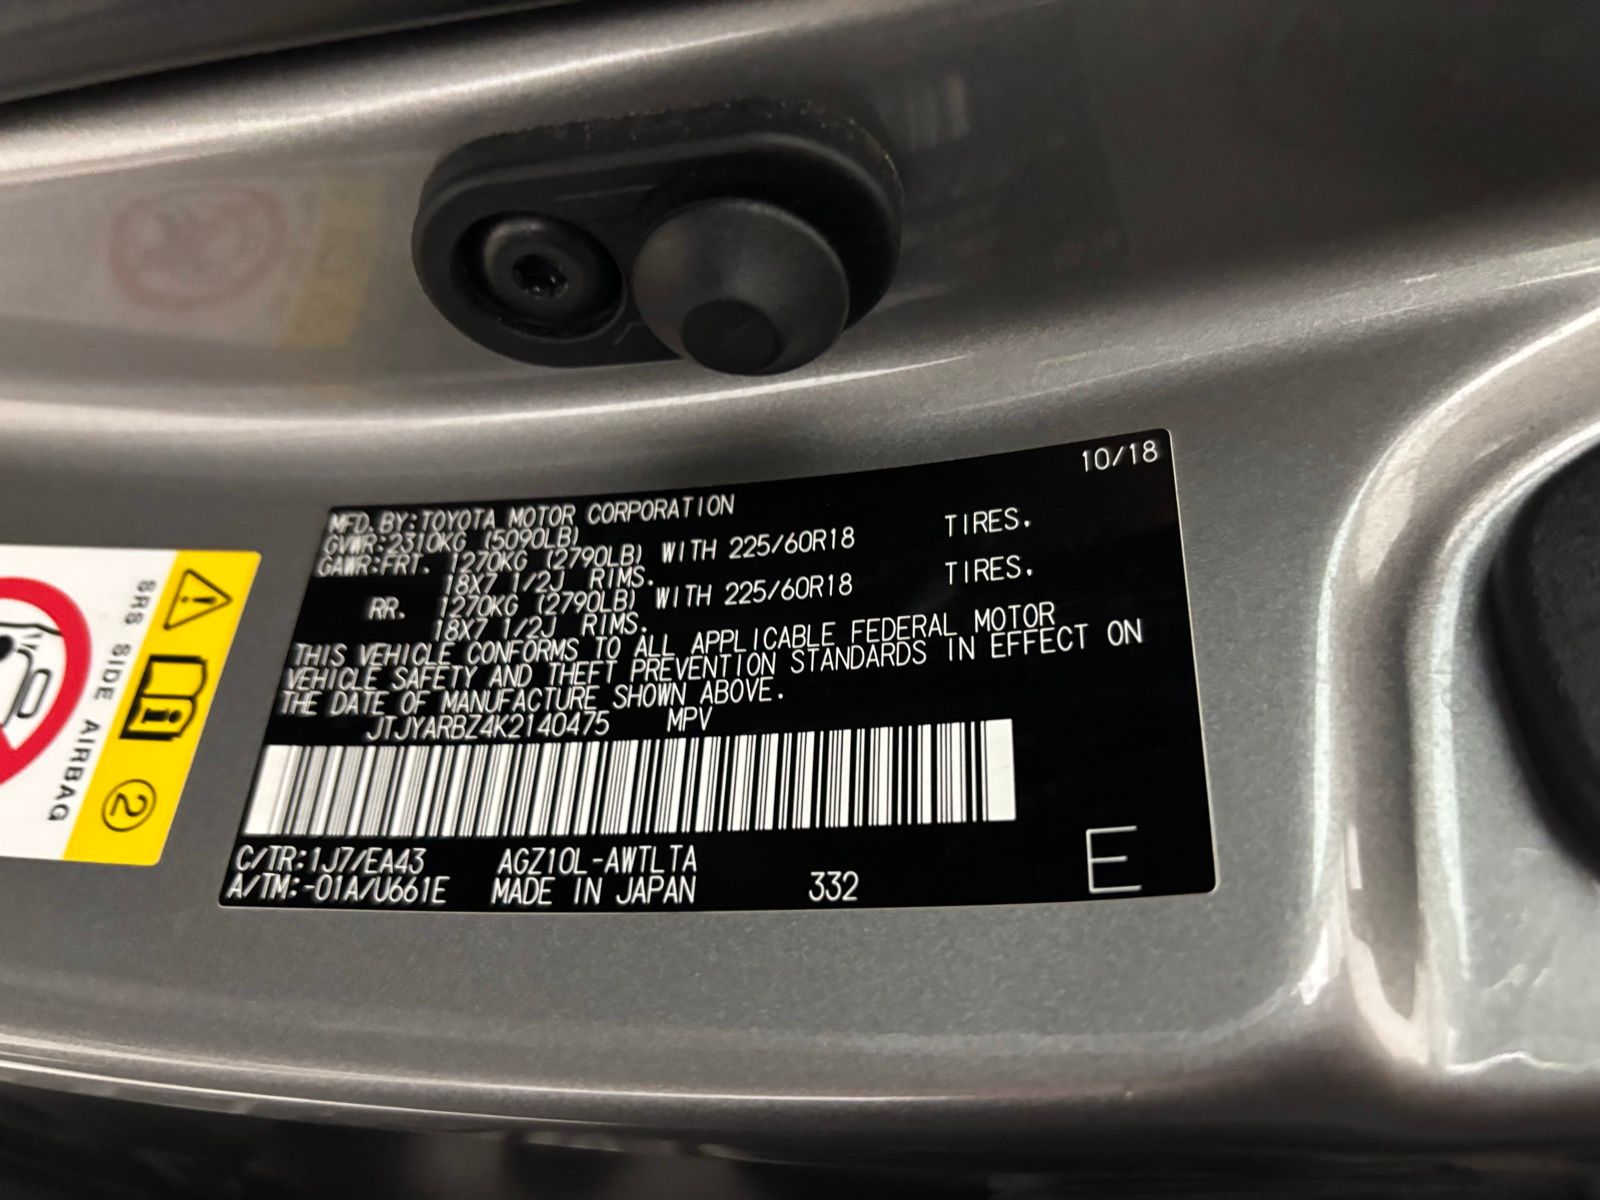 10/18
MFD.BY:TOYOTA MOTOR CORPORATION
GVWR:2310KG (5090LB)
GAWR:FRT. 1270KG (2790LB) WITH 225/60R18 TIRES.
18X7 1/2J RIMS.
RR. 1270KG (2790LB) WITH 225/60R18 TIRES.
18X7 1/2J RIMS.
THIS VEHICLE CONFORMS TO ALL APPLICABLE FEDERAL MOTOR
VEHICLE SAFETY AND THEFT PREVENTION STANDARDS IN EFFECT ON
THE DATE OF MANUFACTURE SHOWN ABOVE.
JTJYARBZ4K2140475 MPV
C/TR:1J7/EA43 AGZ10L-AWTLTA
A/TM:-01A/U661E MADE IN JAPAN 332
E
SRS SIDE AIRBAG
2